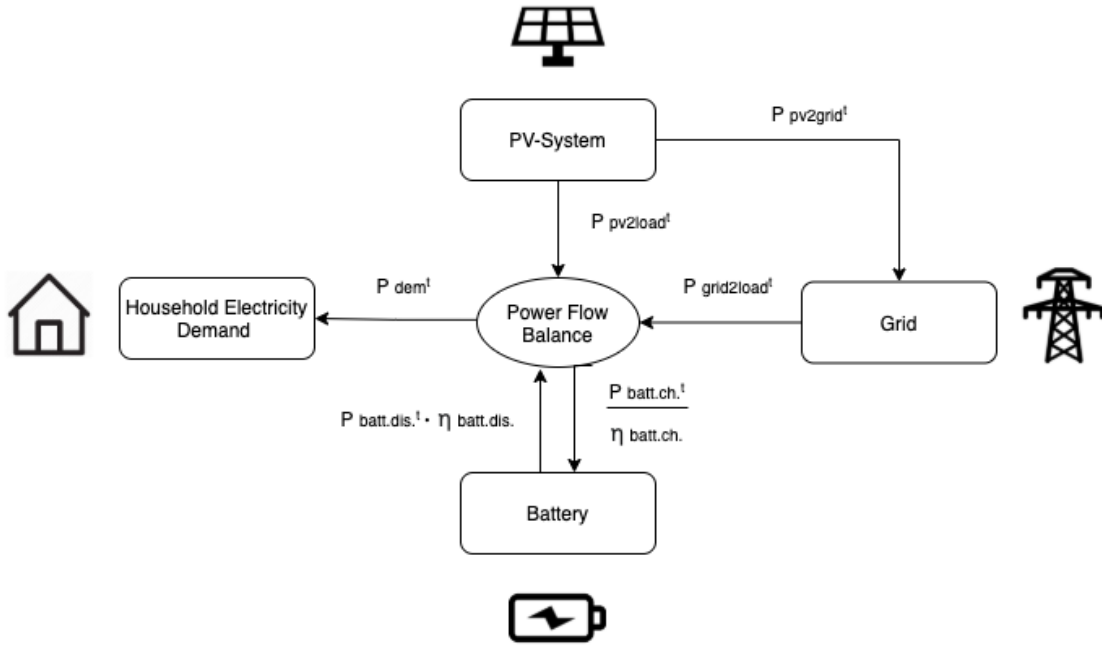 PV-System
P pv2grid^t
P pv2load^t
Household Electricity
Demand
P dem^t
Power Flow
Balance
P grid2load^t
Grid
P batt.dis.^t · η batt.dis.
P batt.ch.^t
η batt.ch.
Battery